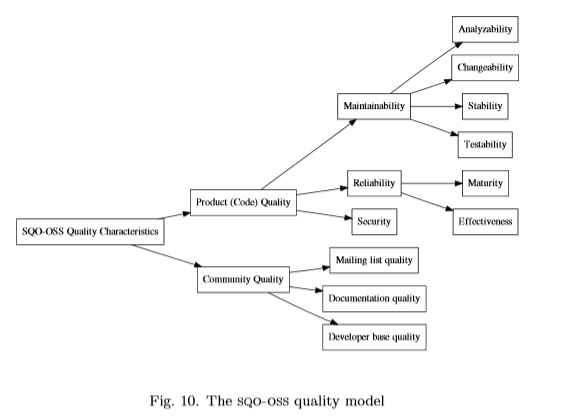 Analyzability
Changeability
Maintainability
Stability
Testability
Reliability
Maturity
Product (Code) Quality
Security
Effectiveness
SQO-OSS Quality Characteristics
Mailing list quality
Community Quality
Documentation quality
Developer base quality
Fig. 10. The SQO-OSS quality model